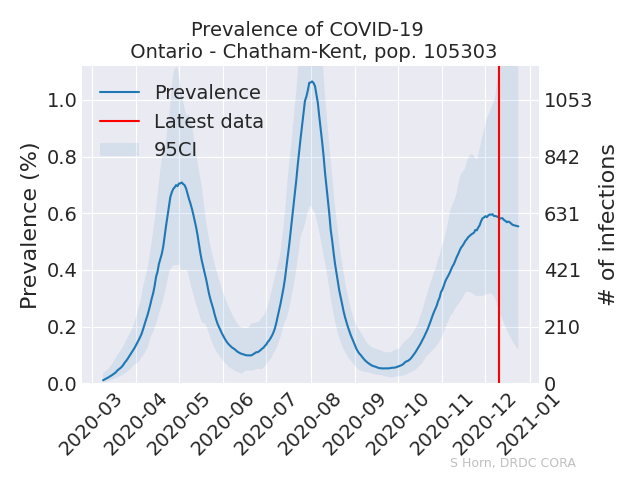 Prevalence of COVID-19
Ontario - Chatham-Kent, pop. 105303
Prevalence
Latest data
95CI
Prevalence (%)
1.0
0.8
0.6
0.4
0.2
0.0
1053
842
631
421
210
0
# of infections
2020-03
2020-04
2020-05
2020-06
2020-07
2020-08
2020-09
2020-10
2020-11
2020-12
2021-01
S Horn, DRDC CORA